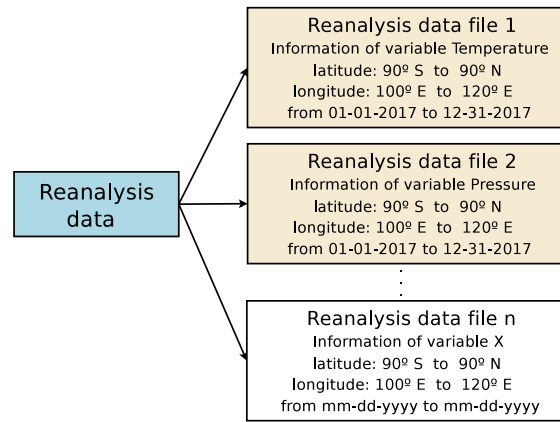 Reanalysis data file 1
Information of variable Temperature
latitude: 90º S to 90º N
longitude: 100º E to 120º E
from 01-01-2017 to 12-31-2017
Reanalysis data file 2
Information of variable Pressure
latitude: 90º S to 90º N
longitude: 100º E to 120º E
from 01-01-2017 to 12-31-2017
Reanalysis
data
Reanalysis data file n
Information of variable X
latitude: 90º S to 90º N
longitude: 100º E to 120º E
from mm-dd-yyyy to mm-dd-yyyy